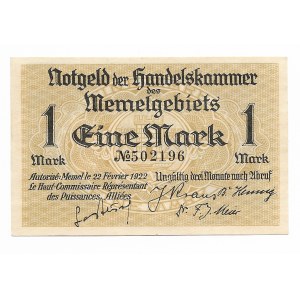 Notgeld der Handelskammer
des
Memelgebiets
1 Eine Mark 1
Mark №502196 Mark
Autorisé-Memel le 22 Février 1922
Le Haut-Commissaire Représentant
des Puissances Alliées
Ungültig drei Monate nach Abruf